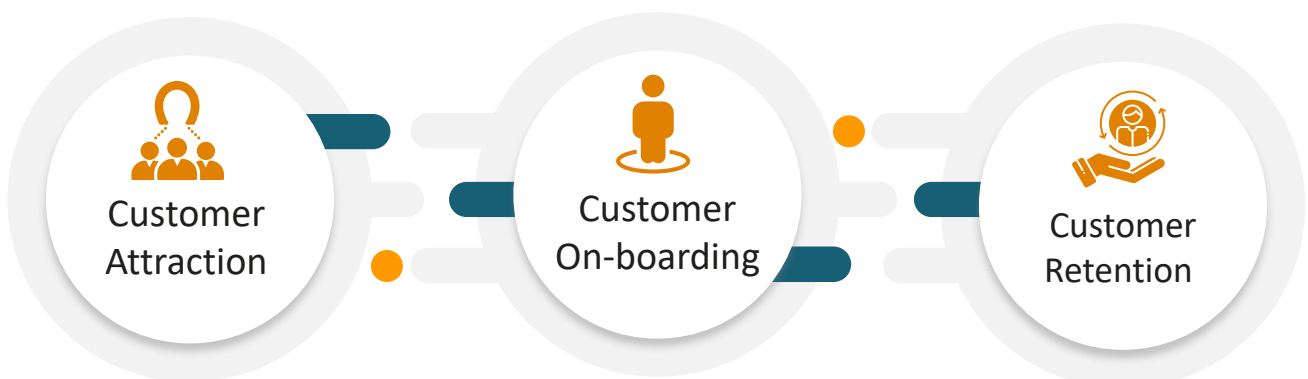 Customer
Attraction
Customer
On-boarding
Customer
Retention